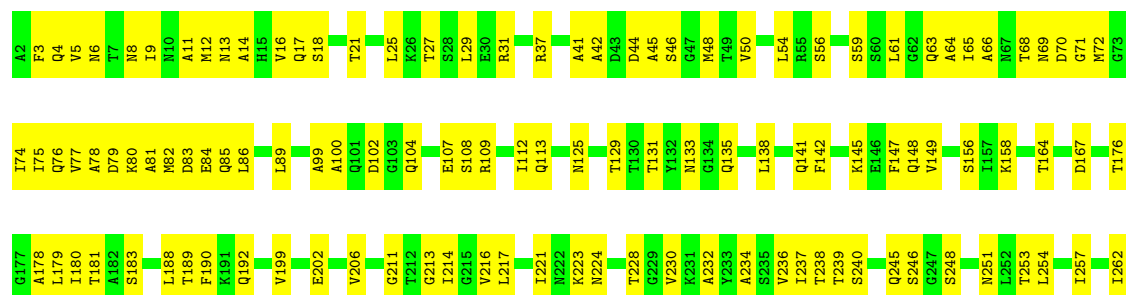 A2 F3 Q4 V5 N6 T7 N8 I9 N10 A11 M12 N13 A14 H15 V16 Q17 S18 T21 L25 K26 T27 S28 L29 E30 R31 R37 A41 A42 D43 D44 A45 S46 G47 M48 T49 V50 L54 R55 S56 S59 S60 L61 G62 Q63 A64 I65 A66 N67 T68 N69 D70 G71 M72 G73
I74 I75 Q76 V77 A78 D79 K80 A81 M82 D83 E84 Q85 L86 L89 A99 A100 Q101 D102 G103 Q104 E107 S108 R109 I112 Q113 N125 T129 T130 T131 Y132 N133 G134 Q135 L138 Q141 F142 K145 E146 F147 Q148 V149 S156 I157 K158 T164 D167 T176
G177 A178 L179 I180 T181 A182 S183 L188 T189 F190 K191 Q192 V199 E202 V206 G211 T212 G213 I214 G215 V216 L217 I221 N222 K223 N224 T228 G229 V230 K231 A232 Y233 A234 S235 V236 I237 T238 T239 S240 Q245 S246 G247 S248 N251 L252 T253 L254 I257 I262